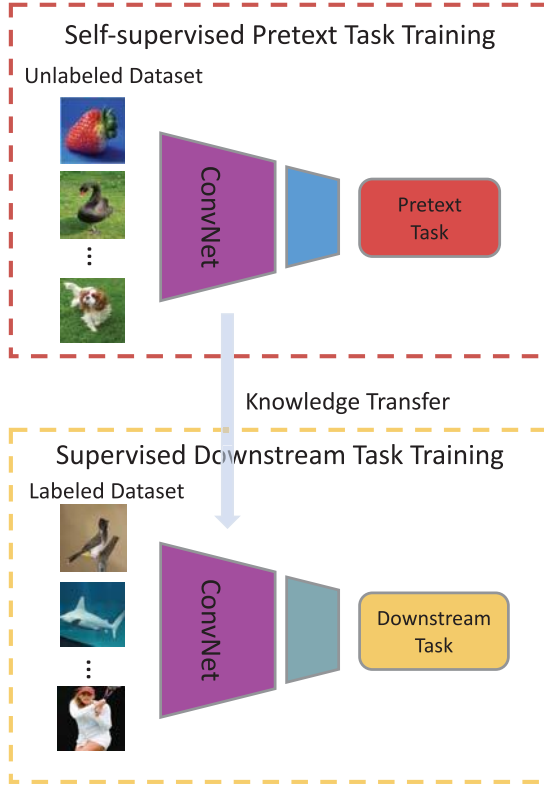 Self-supervised Pretext Task Training
Unlabeled Dataset
ConvNet
Pretext
Task
...
Knowledge Transfer
Supervised Downstream Task Training
Labeled Dataset
ConvNet
Downstream
Task
...